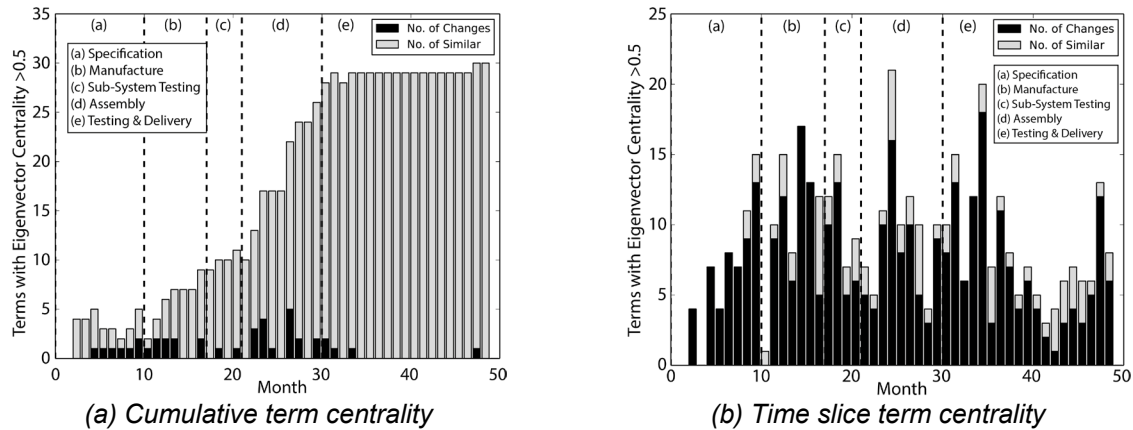 (a) (b) (c) (d) (e)
No. of Changes
No. of Similar
(a) Specification
(b) Manufacture
(c) Sub-System Testing
(d) Assembly
(e) Testing & Delivery
Terms with Eigenvector Centrality >0.5
35
30
25
20
15
10
5
0
0 10 20 30 40 50
Month
(a) Cumulative term centrality
(a) (b) (c) (d) (e)
No. of Changes
No. of Similar
(a) Specification
(b) Manufacture
(c) Sub-System Testing
(d) Assembly
(e) Testing & Delivery
Terms with Eigenvector Centrality >0.5
25
20
15
10
5
0
0 10 20 30 40 50
Month
(b) Time slice term centrality